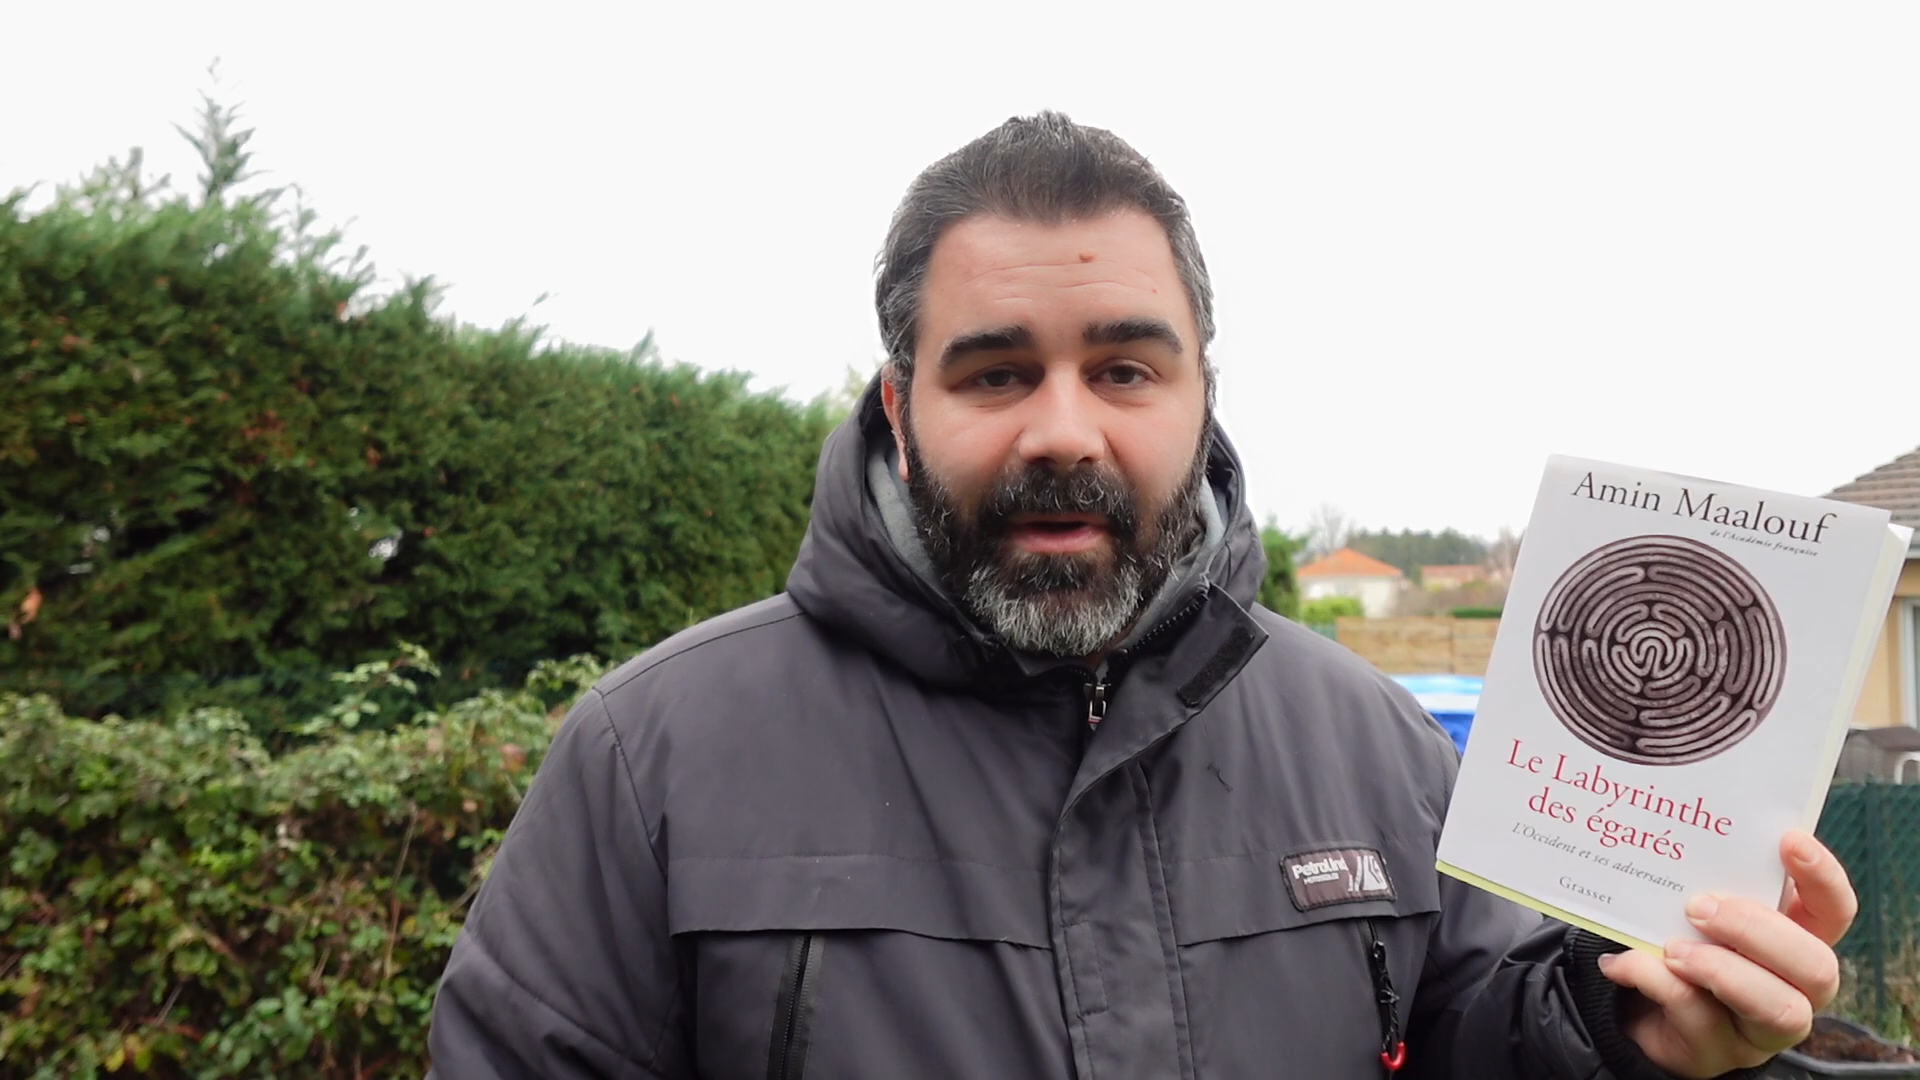 Amin Maalouf
de l'Académie française
Le Labyrinthe
des égarés
L'Occident et ses adversaires
Grasset